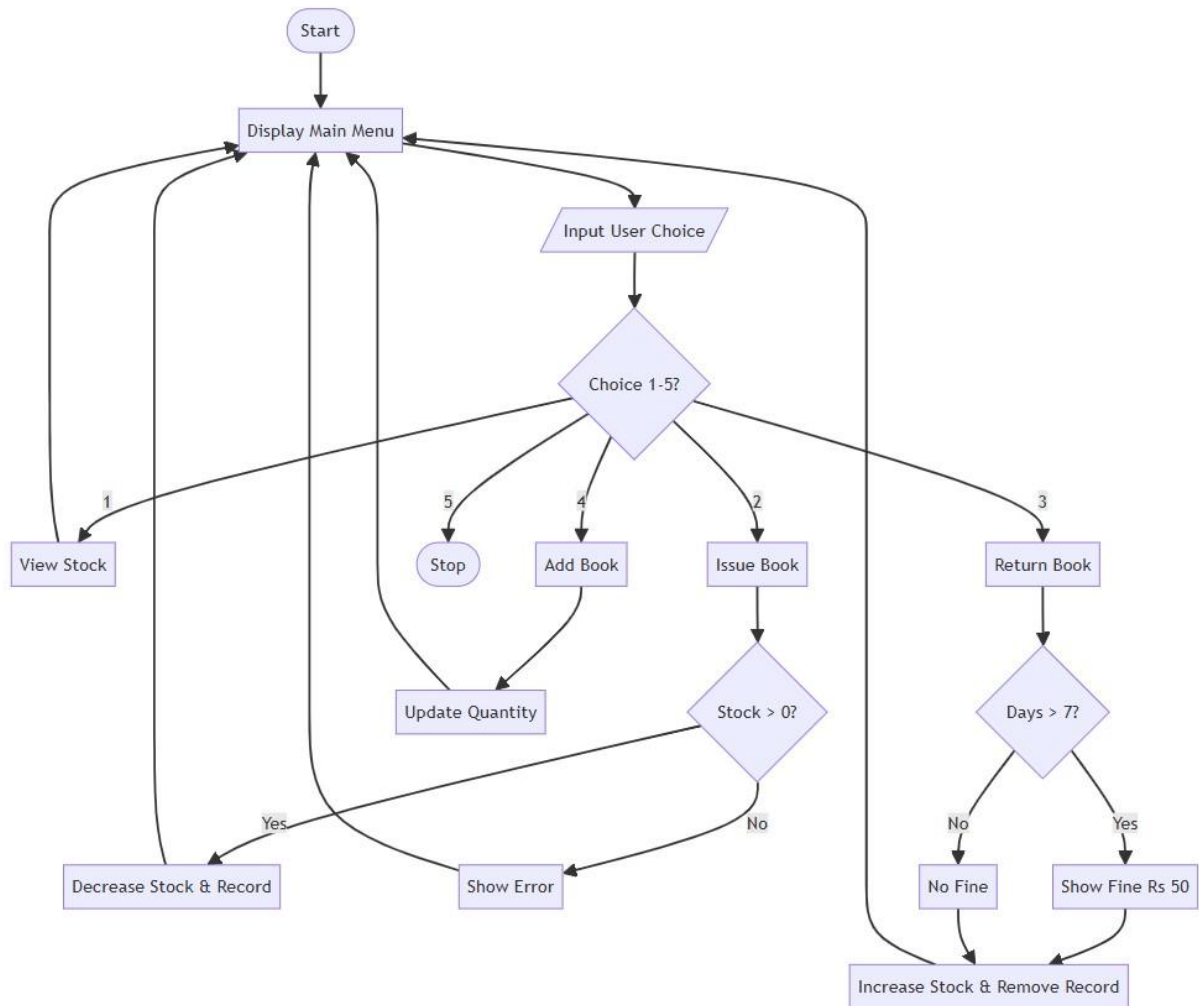 Start
Display Main Menu
Input User Choice
Choice 1-5?
1
5
4
2
3
View Stock
Stop
Add Book
Issue Book
Return Book
Update Quantity
Stock > 0?
Days > 7?
Yes
No
No
Yes
Decrease Stock & Record
Show Error
No Fine
Show Fine Rs 50
Increase Stock & Remove Record